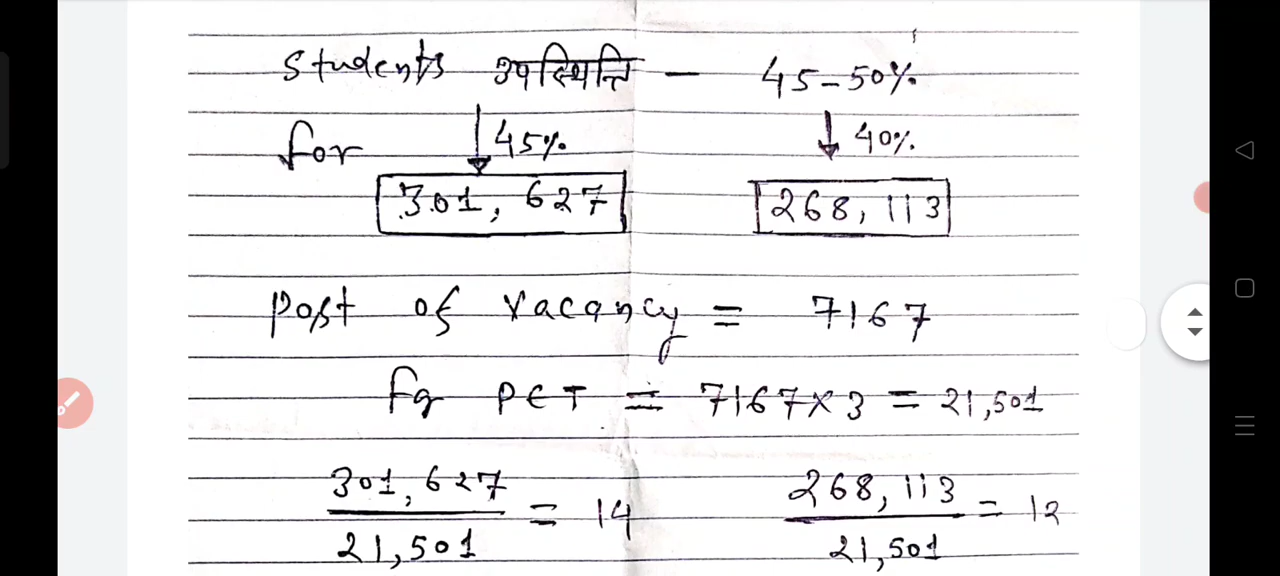 Students उपस्थिति — 45-50%
for ↓ 45% ↓ 40%
301, 627 268, 113
Post of vacancy = 7167
For PET = 7167×3 = 21,501
301,627 / 21,501 = 14 268,113 / 21,501 = 12